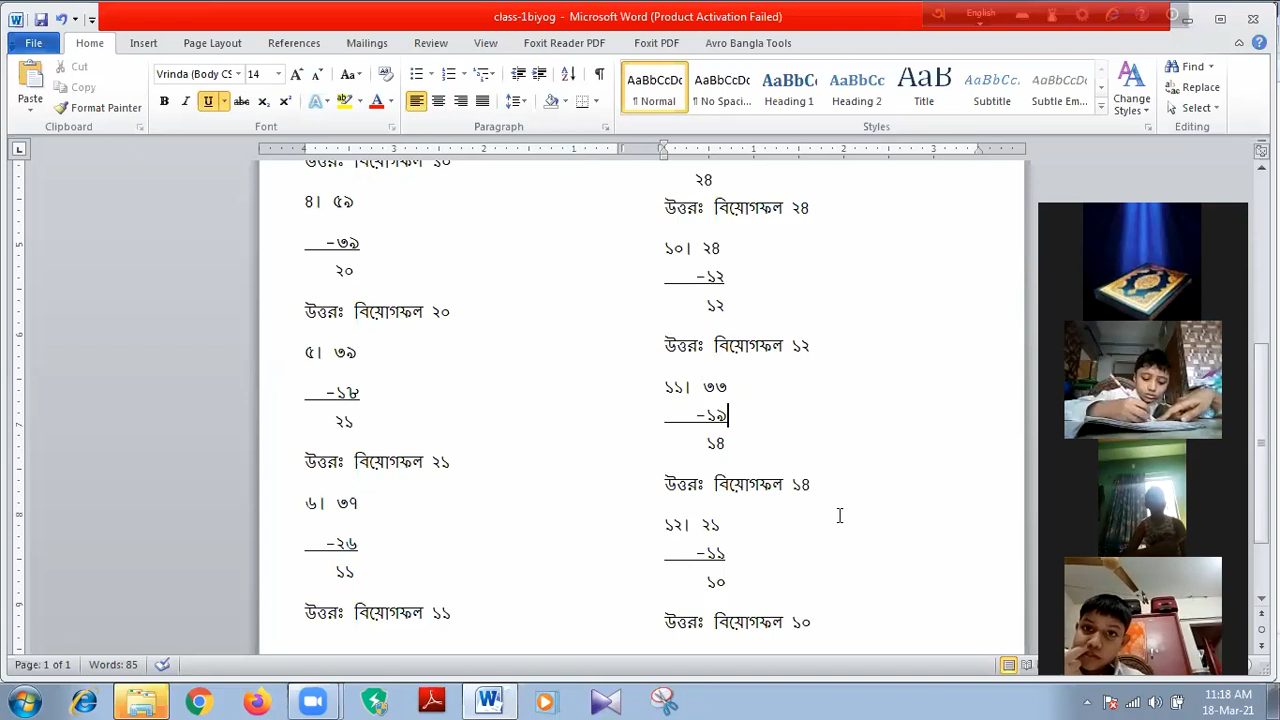 class-1biyog - Microsoft Word (Product Activation Failed)
English
File Home Insert Page Layout References Mailings Review View Foxit Reader PDF Foxit PDF Avro Bangla Tools
Paste
Cut
Copy
Format Painter
Clipboard
Vrinda (Body CS 14
Font
Paragraph
AaBbCcDc AaBbCcDc AaBbCc AaBbCc AaB AaBbCc. AaBbCcDc
¶ Normal ¶ No Spaci... Heading 1 Heading 2 Title Subtitle Subtle Em...
Styles
Change Styles
Find
Replace
Select
Editing
উত্তরঃ বিয়োগফল ১০
৪। ৫৯
-৩৯
২০
উত্তরঃ বিয়োগফল ২০
৫। ৩৯
-১৮
২১
উত্তরঃ বিয়োগফল ২১
৬। ৩৭
-২৬
১১
উত্তরঃ বিয়োগফল ১১
২৪
উত্তরঃ বিয়োগফল ২৪
১০। ২৪
-১২
১২
উত্তরঃ বিয়োগফল ১২
১১। ৩৩
-১৯
১৪
উত্তরঃ বিয়োগফল ১৪
১২। ২১
-১১
১০
উত্তরঃ বিয়োগফল ১০
Page: 1 of 1 Words: 85
11:18 AM
18-Mar-21